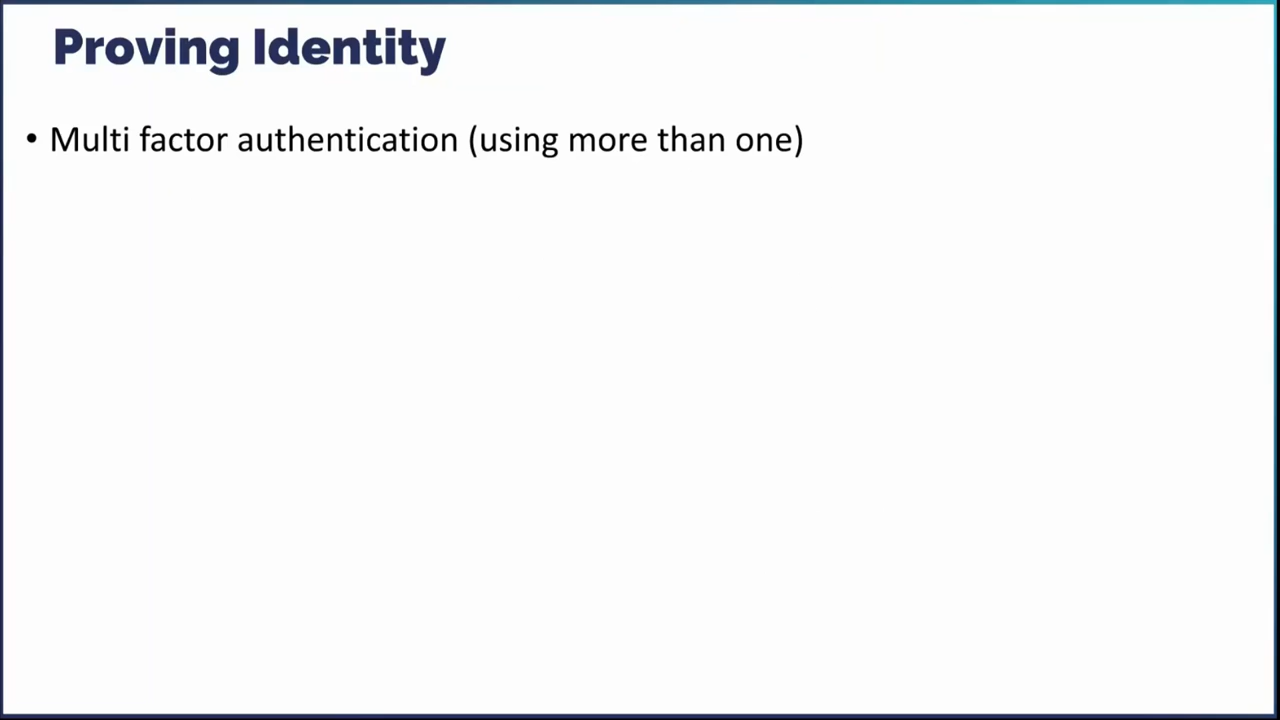 Proving Identity
• Multi factor authentication (using more than one)